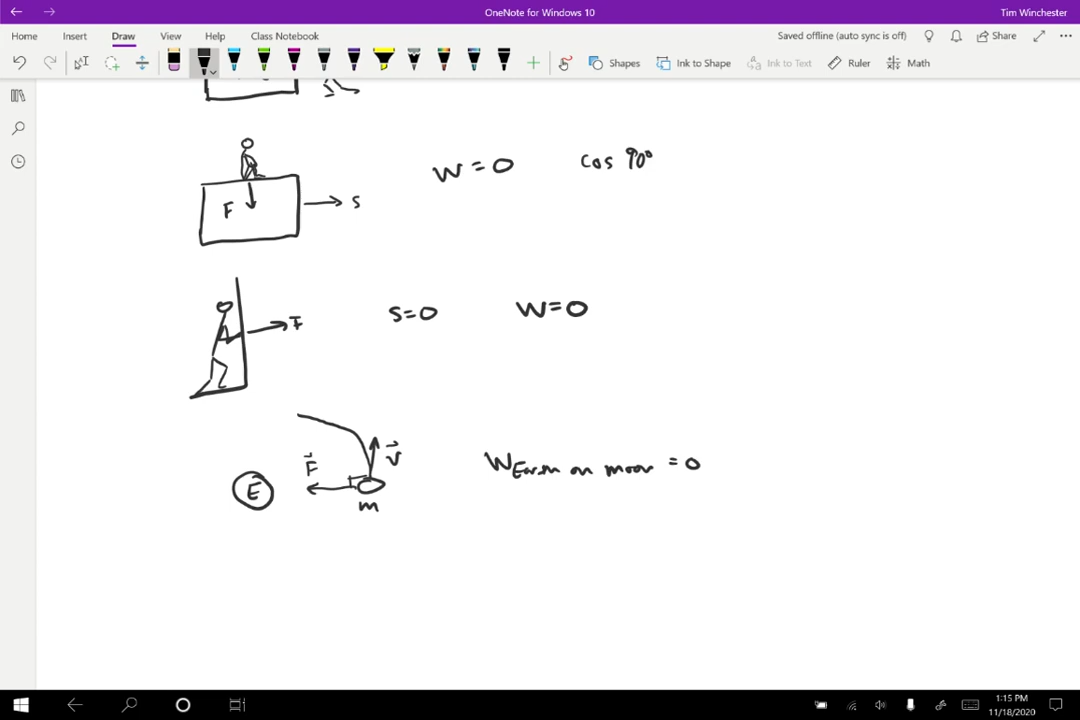 OneNote for Windows 10
Tim Winchester
Home Insert Draw View Help Class Notebook
Saved offline (auto sync is off) Share
Shapes Ink to Shape Ink to Text Ruler Math
W = 0 cos 90°
F S
F S=0 W=0
F V
E
m
W Earth on moon = 0
1:15 PM
11/18/2020